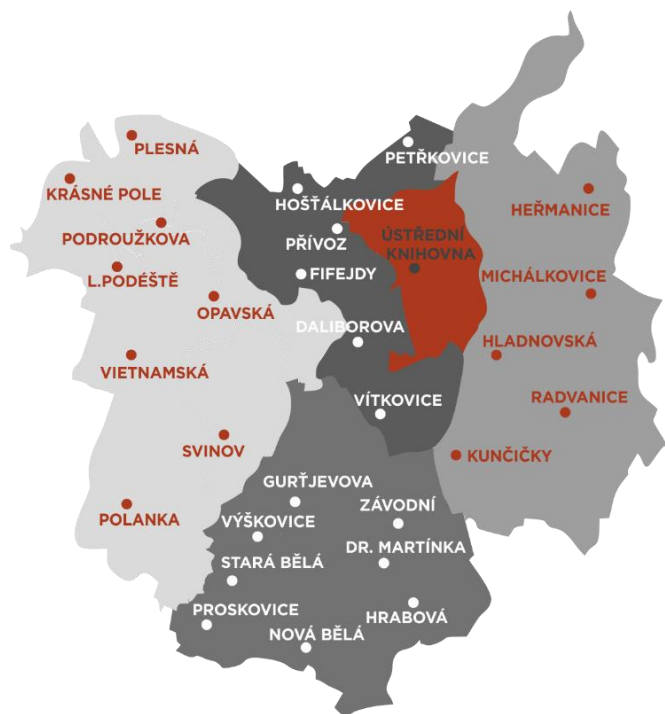 PLESNÁ
PETŘKOVICE
KRÁSNÉ POLE
HOŠŤÁLKOVICE
HEŘMANICE
PODROUŽKOVA
PŘÍVOZ
ÚSTŘEDNÍ
KNIHOVNA
L.PODÉŠTĚ
FIFEJDY
MICHÁLKOVICE
OPAVSKÁ
DALIBOROVA
HLADNOVSKÁ
VIETNAMSKÁ
RADVANICE
VÍTKOVICE
SVINOV
KUNČIČKY
GURŤJEVOVA
POLANKA
ZÁVODNÍ
VÝŠKOVICE
DR. MARTÍNKA
STARÁ BĚLÁ
PROSKOVICE
HRABOVÁ
NOVÁ BĚLÁ